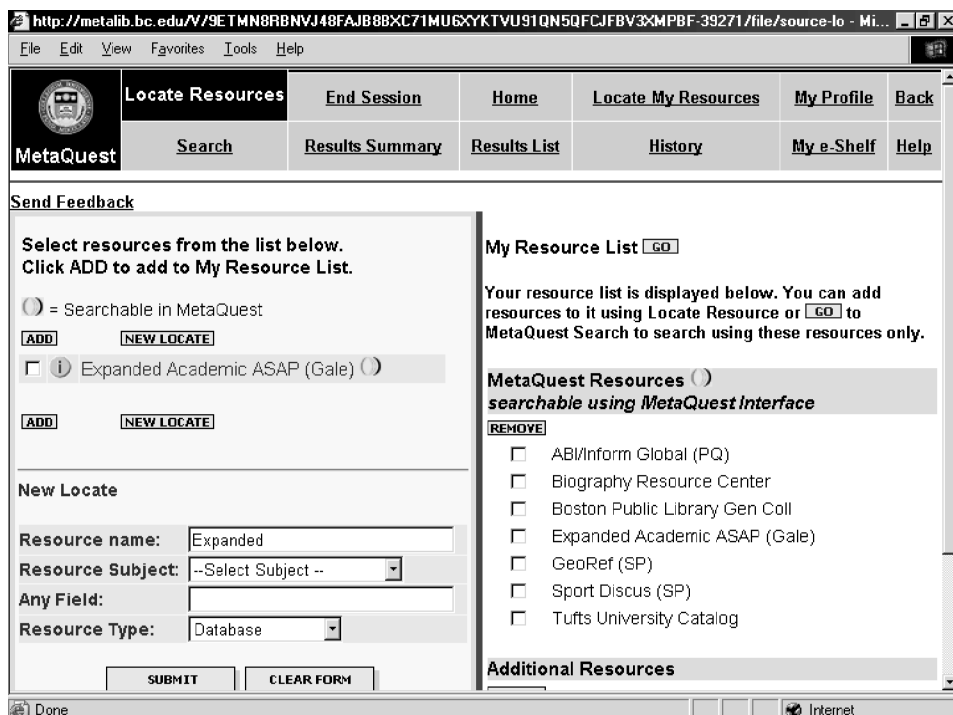 http://metalib.bc.edu/V/9ETMN8RBNVJ48FAJB8BXC71MU6XYKTVU91QN5QFCJFBV3XMPBF-39271/file/source-lo - Mi...
File Edit View Favorites Tools Help
Locate Resources End Session Home Locate My Resources My Profile Back
MetaQuest Search Results Summary Results List History My e-Shelf Help
Send Feedback
Select resources from the list below.
Click ADD to add to My Resource List.
= Searchable in MetaQuest
ADD NEW LOCATE
i Expanded Academic ASAP (Gale)
ADD NEW LOCATE
New Locate
Resource name: Expanded
Resource Subject: --Select Subject --
Any Field:
Resource Type: Database
SUBMIT CLEAR FORM
My Resource List GO
Your resource list is displayed below. You can add
resources to it using Locate Resource or GO to
MetaQuest Search to search using these resources only.
MetaQuest Resources
searchable using MetaQuest Interface
REMOVE
ABI/Inform Global (PQ)
Biography Resource Center
Boston Public Library Gen Coll
Expanded Academic ASAP (Gale)
GeoRef (SP)
Sport Discus (SP)
Tufts University Catalog
Additional Resources
Done Internet